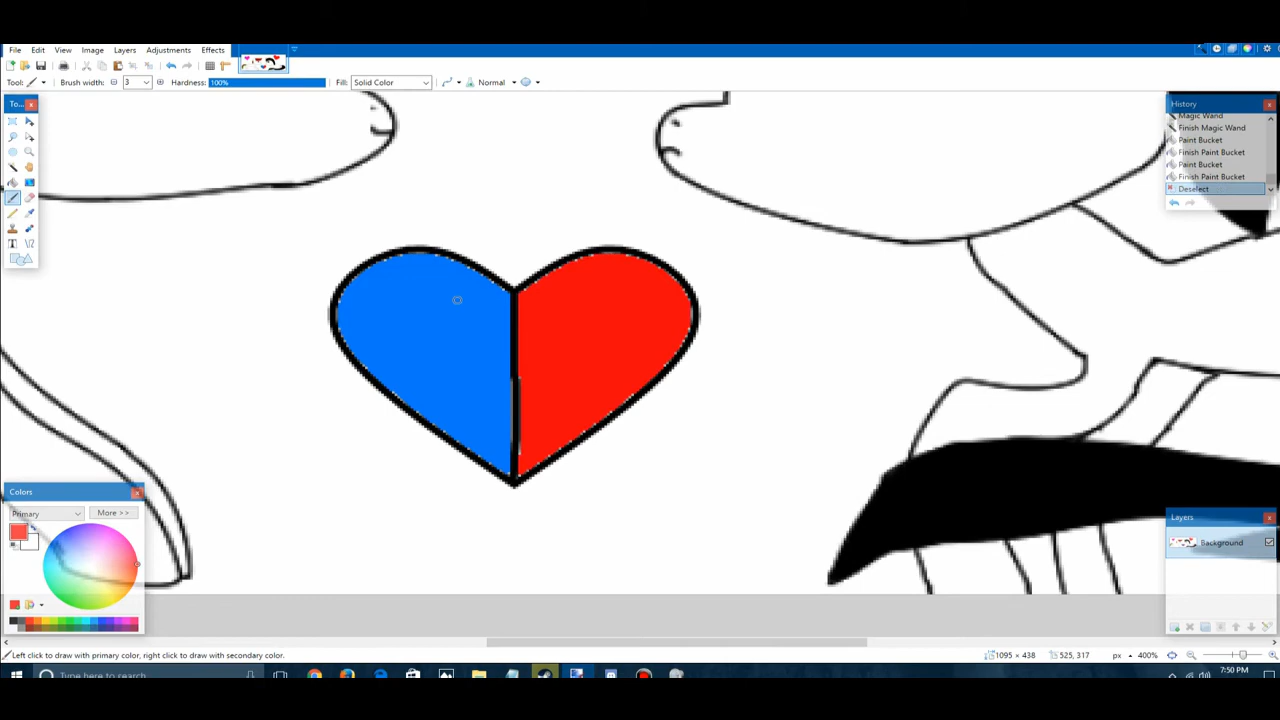 File Edit View Image Layers Adjustments Effects
Tool: Brush width: 3 Hardness: 100% Fill: Solid Color Normal
To...
History
Magic Wand
Finish Magic Wand
Paint Bucket
Finish Paint Bucket
Paint Bucket
Finish Paint Bucket
Deselect
Colors
Primary More >>
Layers
Background
Left click to draw with primary color, right click to draw with secondary color.
1095 × 438 525, 317 px 400%
Type here to search
7:50 PM